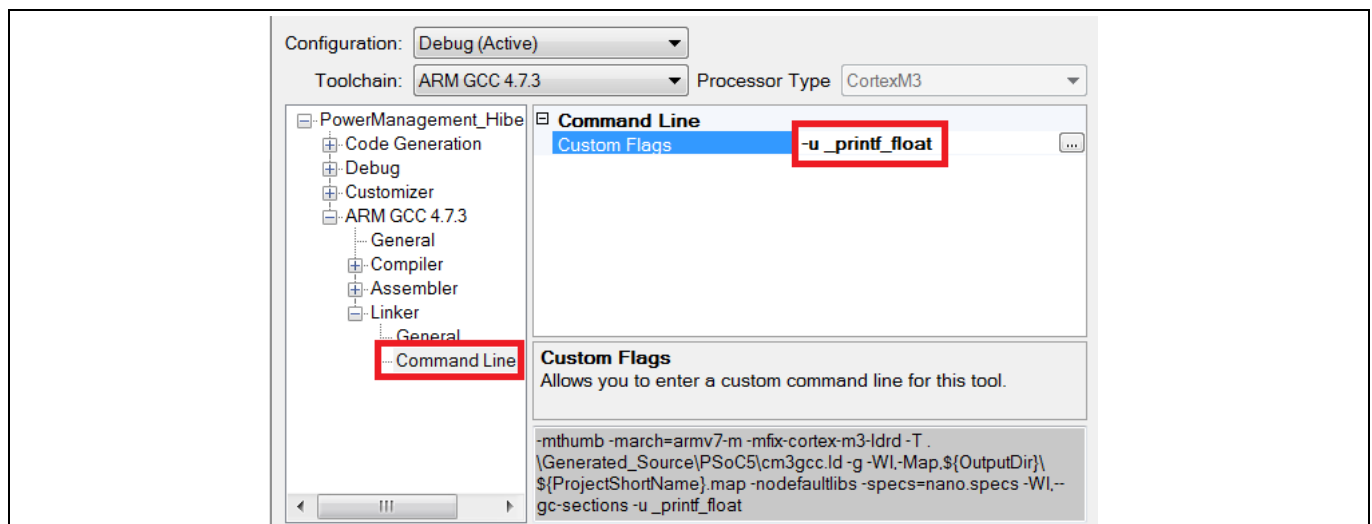 Configuration: Debug (Active)
Toolchain: ARM GCC 4.7.3 Processor Type CortexM3
PowerManagement_Hibe
Code Generation
Debug
Customizer
ARM GCC 4.7.3
General
Compiler
Assembler
Linker
General
Command Line
Command Line
Custom Flags -u _printf_float ...
Custom Flags
Allows you to enter a custom command line for this tool.
-mthumb -march=armv7-m -mfix-cortex-m3-ldrd -T .
\Generated_Source\PSoC5\cm3gcc.ld -g -Wl,-Map,${OutputDir}\
${ProjectShortName}.map -nodefaultlibs -specs=nano.specs -Wl,--
gc-sections -u _printf_float